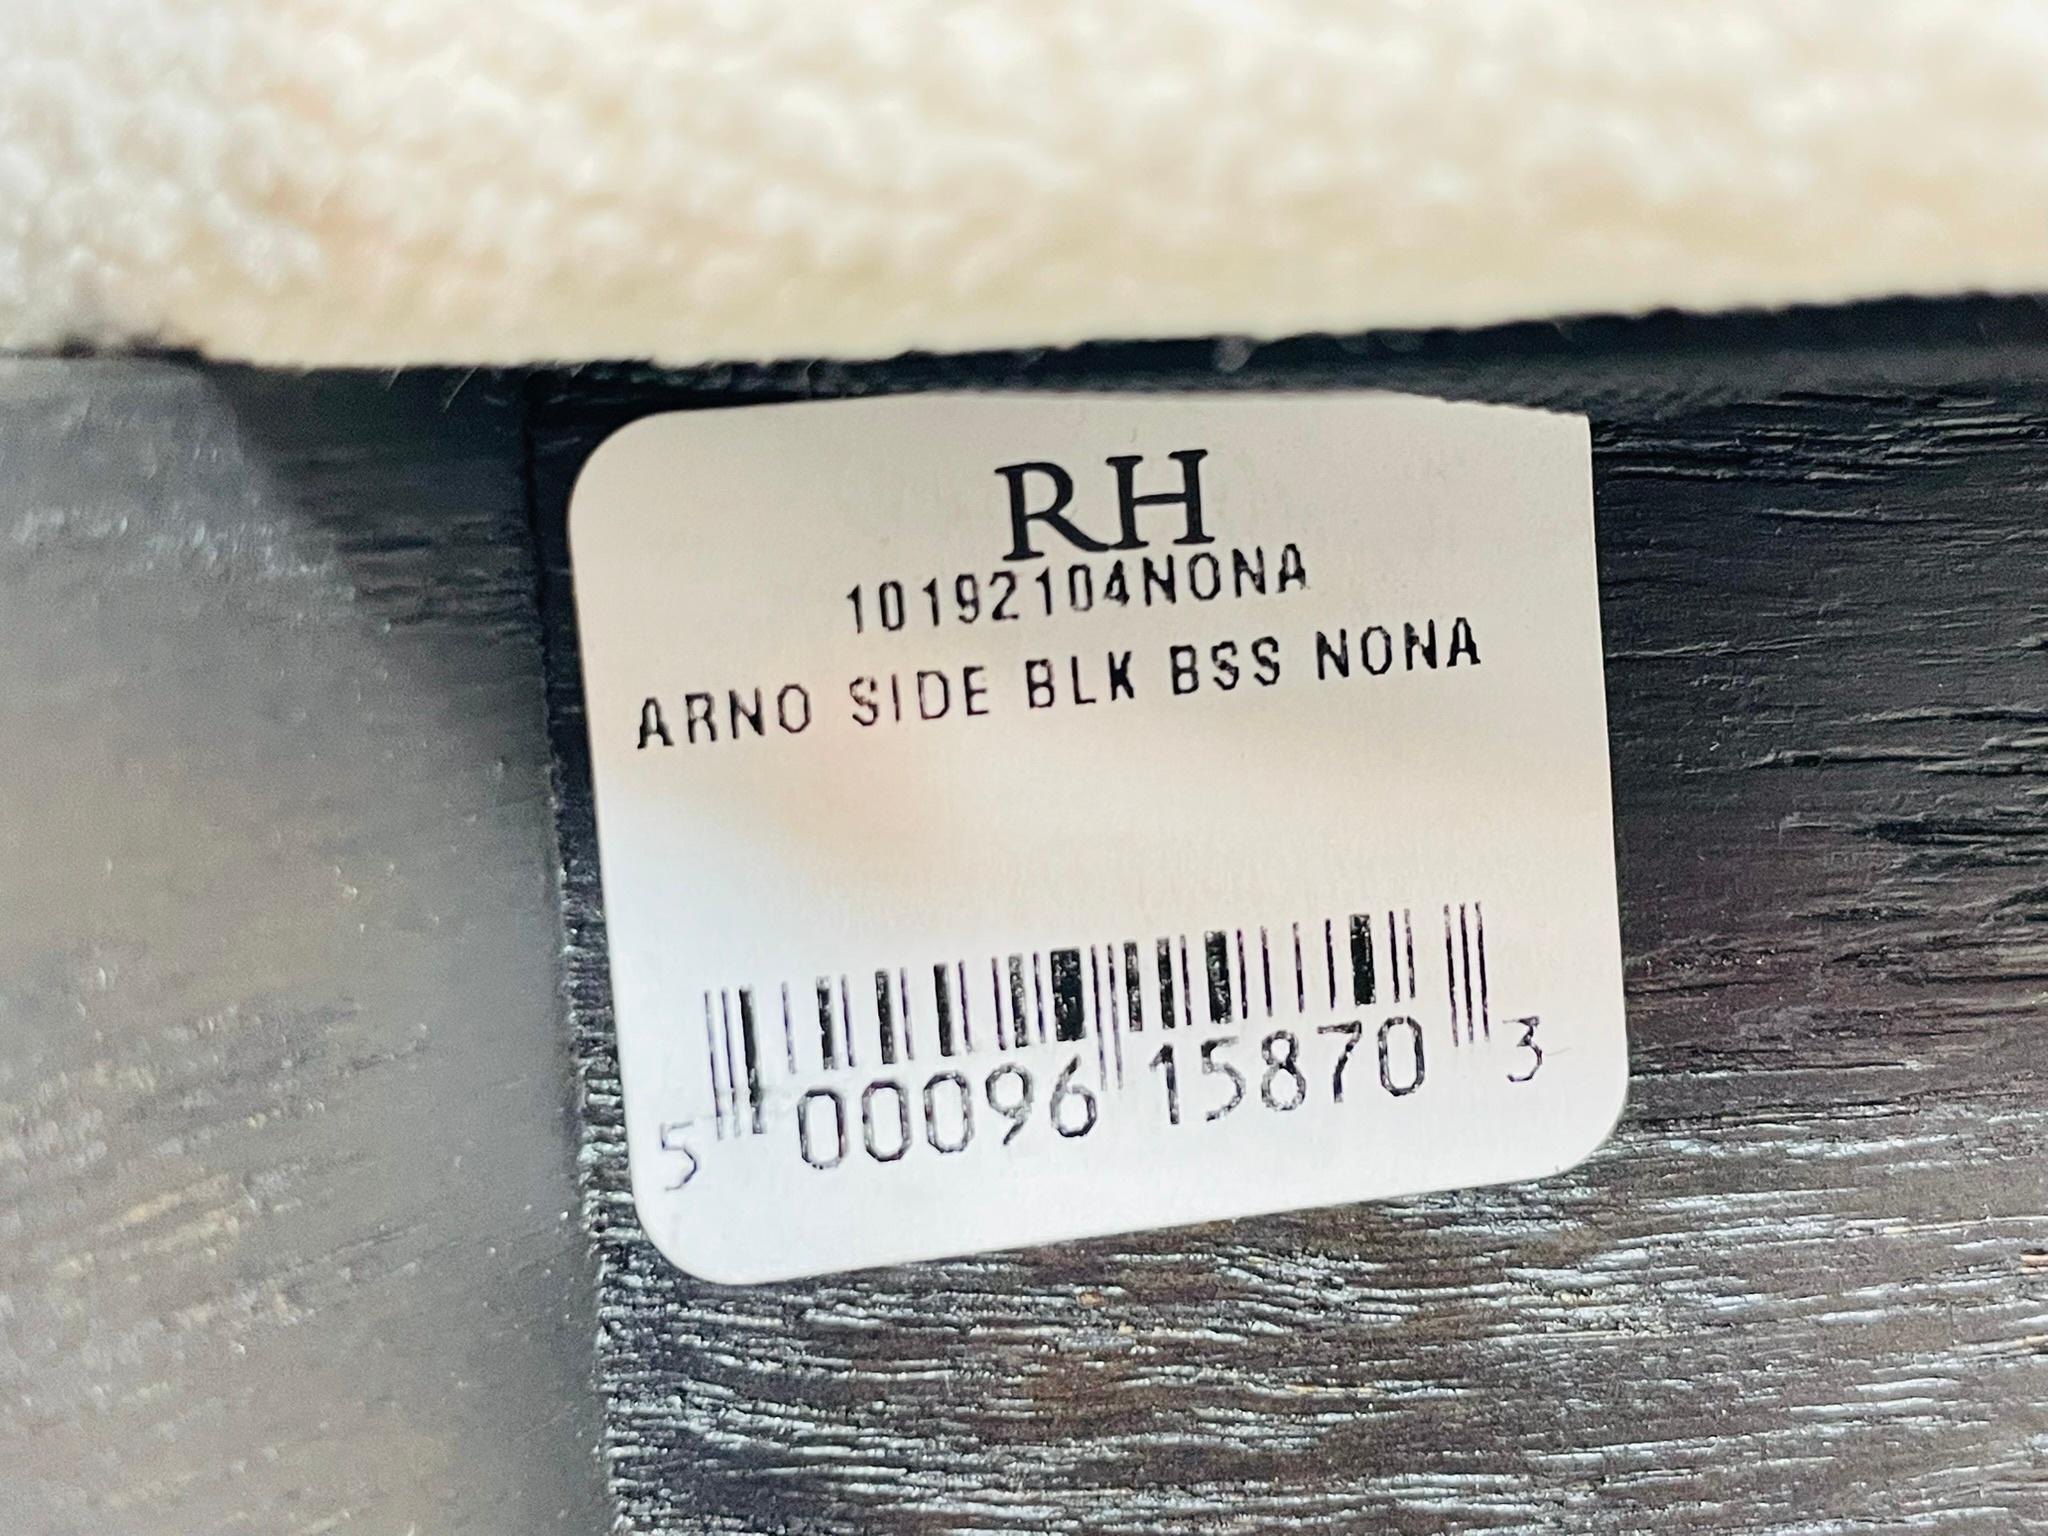 RH
10192104NONA
ARNO SIDE BLK BSS NONA
5 00096 15870 3